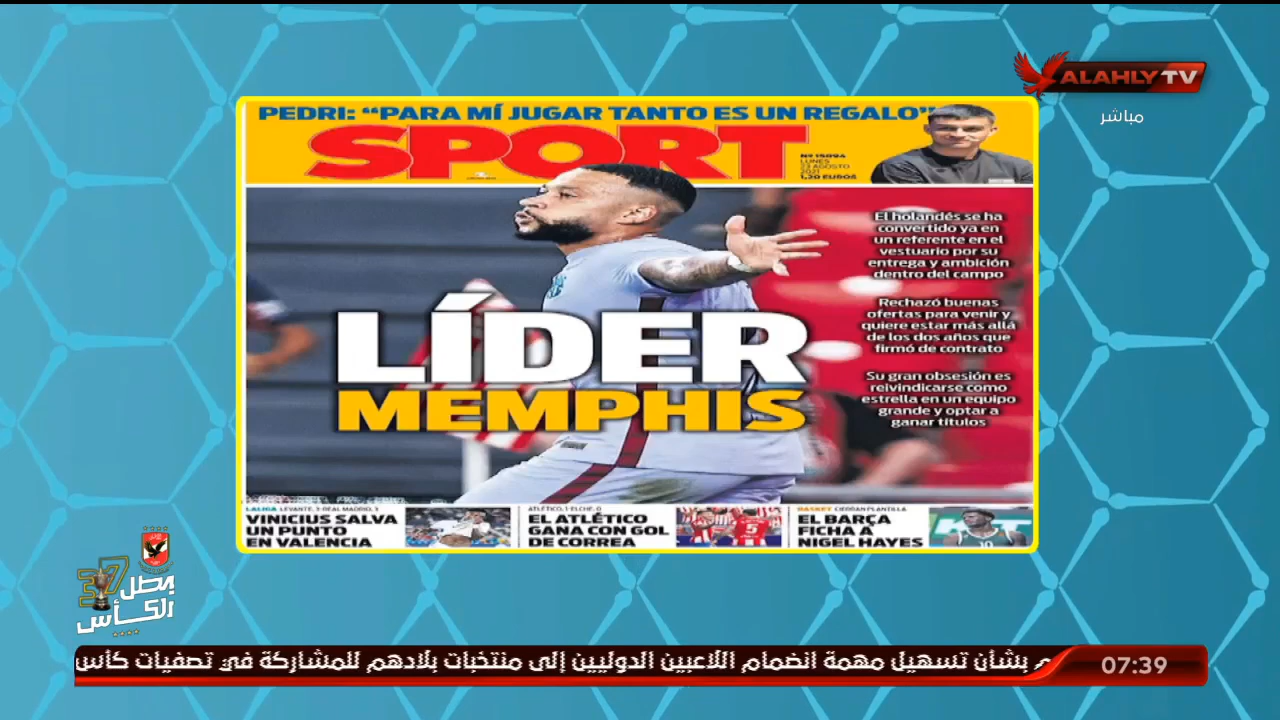 ALAHLY TV
مباشر
PEDRI: “PARA MÍ JUGAR TANTO ES UN REGALO”
SPORT
LUNES
23 AGOSTO
2021
1,20 EUROS
El holandés se ha
convertido ya en
un referente en el
vestuario por su
entrega y ambición
dentro del campo
Rechazó buenas
ofertas para venir y
quiere estar más allá
de los dos años que
firmó de contrato
Su gran obsesión es
reivindicarse como
estrella en un equipo
grande y optar a
ganar títulos
LÍDER
MEMPHIS
LALIGA LEVANTE, 3-REAL MADRID, 3
VINICIUS SALVA
UN PUNTO
EN VALENCIA
ATLÉTICO, 1-ELCHE, 0
EL ATLÉTICO
GANA CON GOL
DE CORREA
BASKET CIERRAN PLANTILLA
EL BARÇA
FICHA A
NIGEL HAYES
37
بطل
الكأس
م بشأن تسهيل مهمة انضمام اللاعبين الدوليين إلى منتخبات بلادهم للمشاركة في تصفيات كأس
07:39